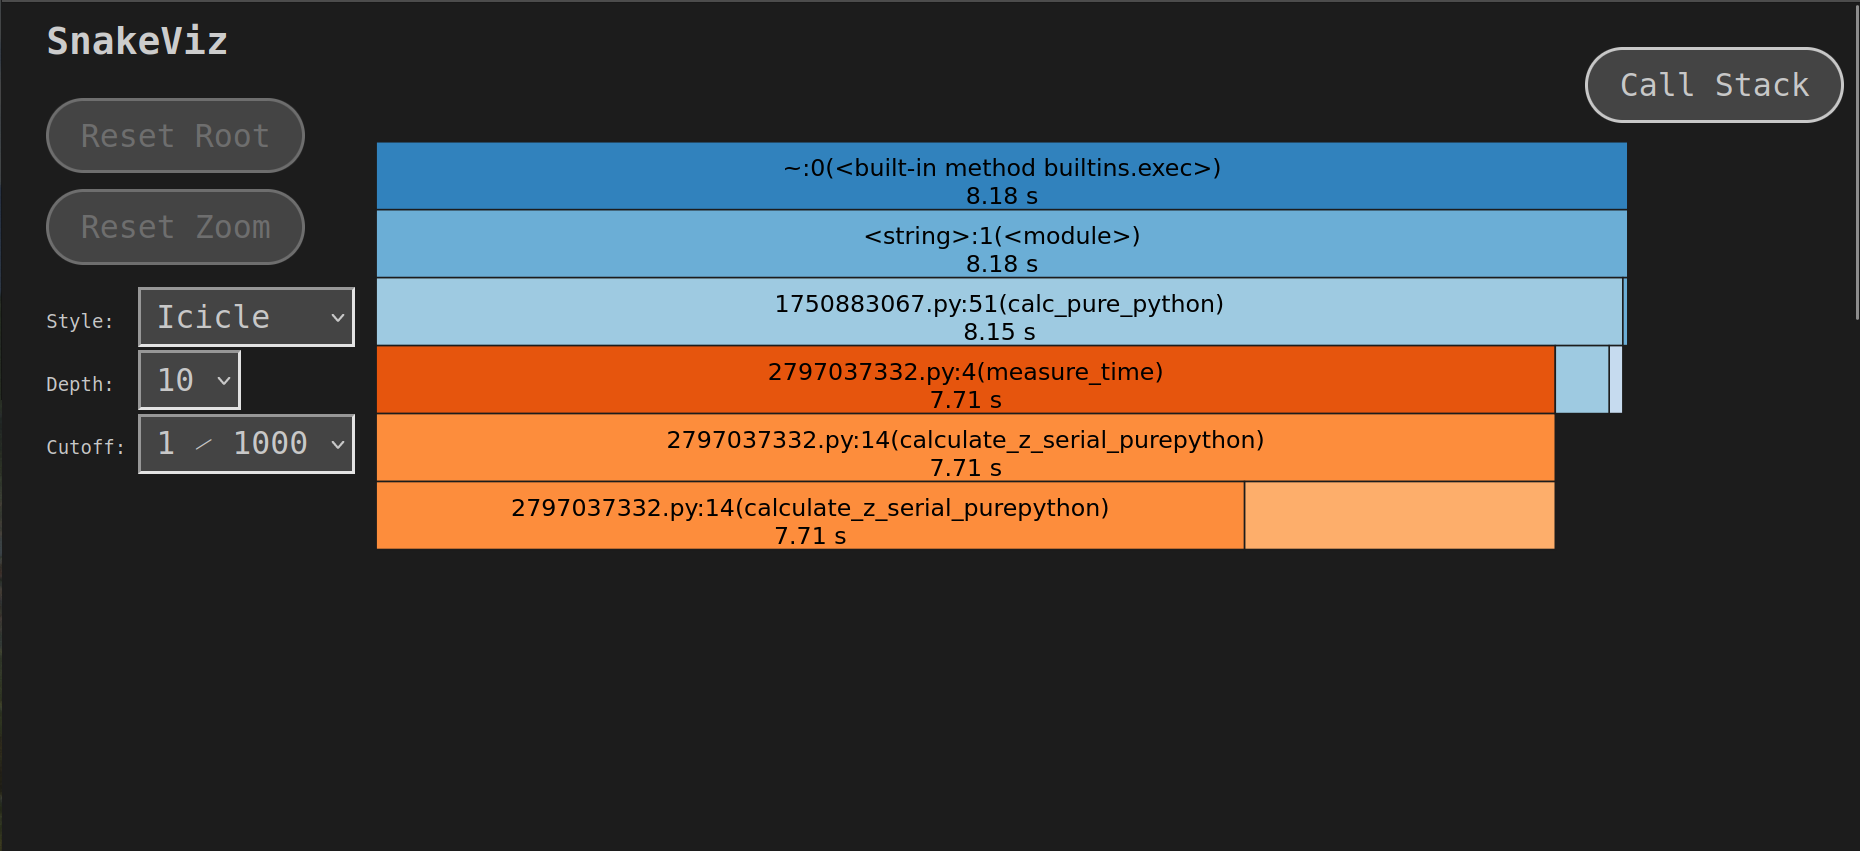 SnakeViz
Call Stack
Reset Root
Reset Zoom
Style:
Icicle
Depth:
10
Cutoff:
1 / 1000
~:0(<built-in method builtins.exec>)
8.18 s
<string>:1(<module>)
8.18 s
1750883067.py:51(calc_pure_python)
8.15 s
2797037332.py:4(measure_time)
7.71 s
2797037332.py:14(calculate_z_serial_purepython)
7.71 s
2797037332.py:14(calculate_z_serial_purepython)
7.71 s